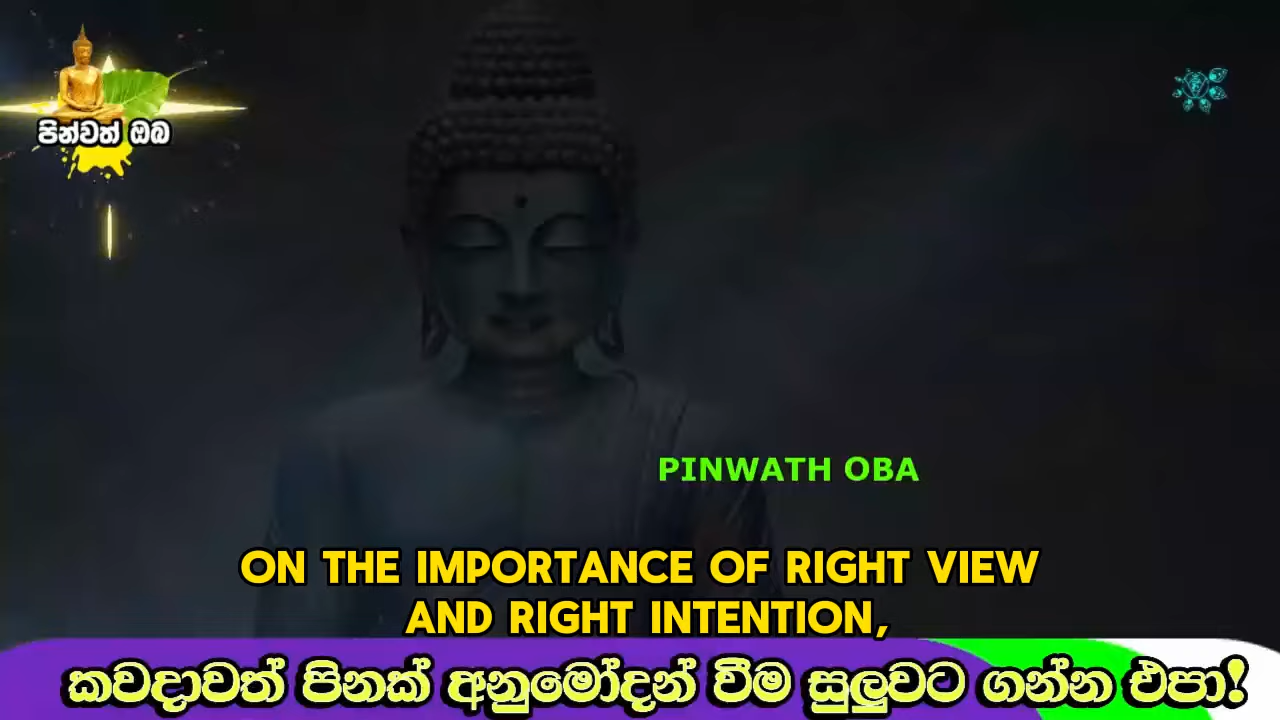 පින්වත් ඔබ
PINWATH OBA
ON THE IMPORTANCE OF RIGHT VIEW
AND RIGHT INTENTION,
කවදාවත් පිනක් අනුමෝදන් වීම සුලුවට ගන්න එපා!